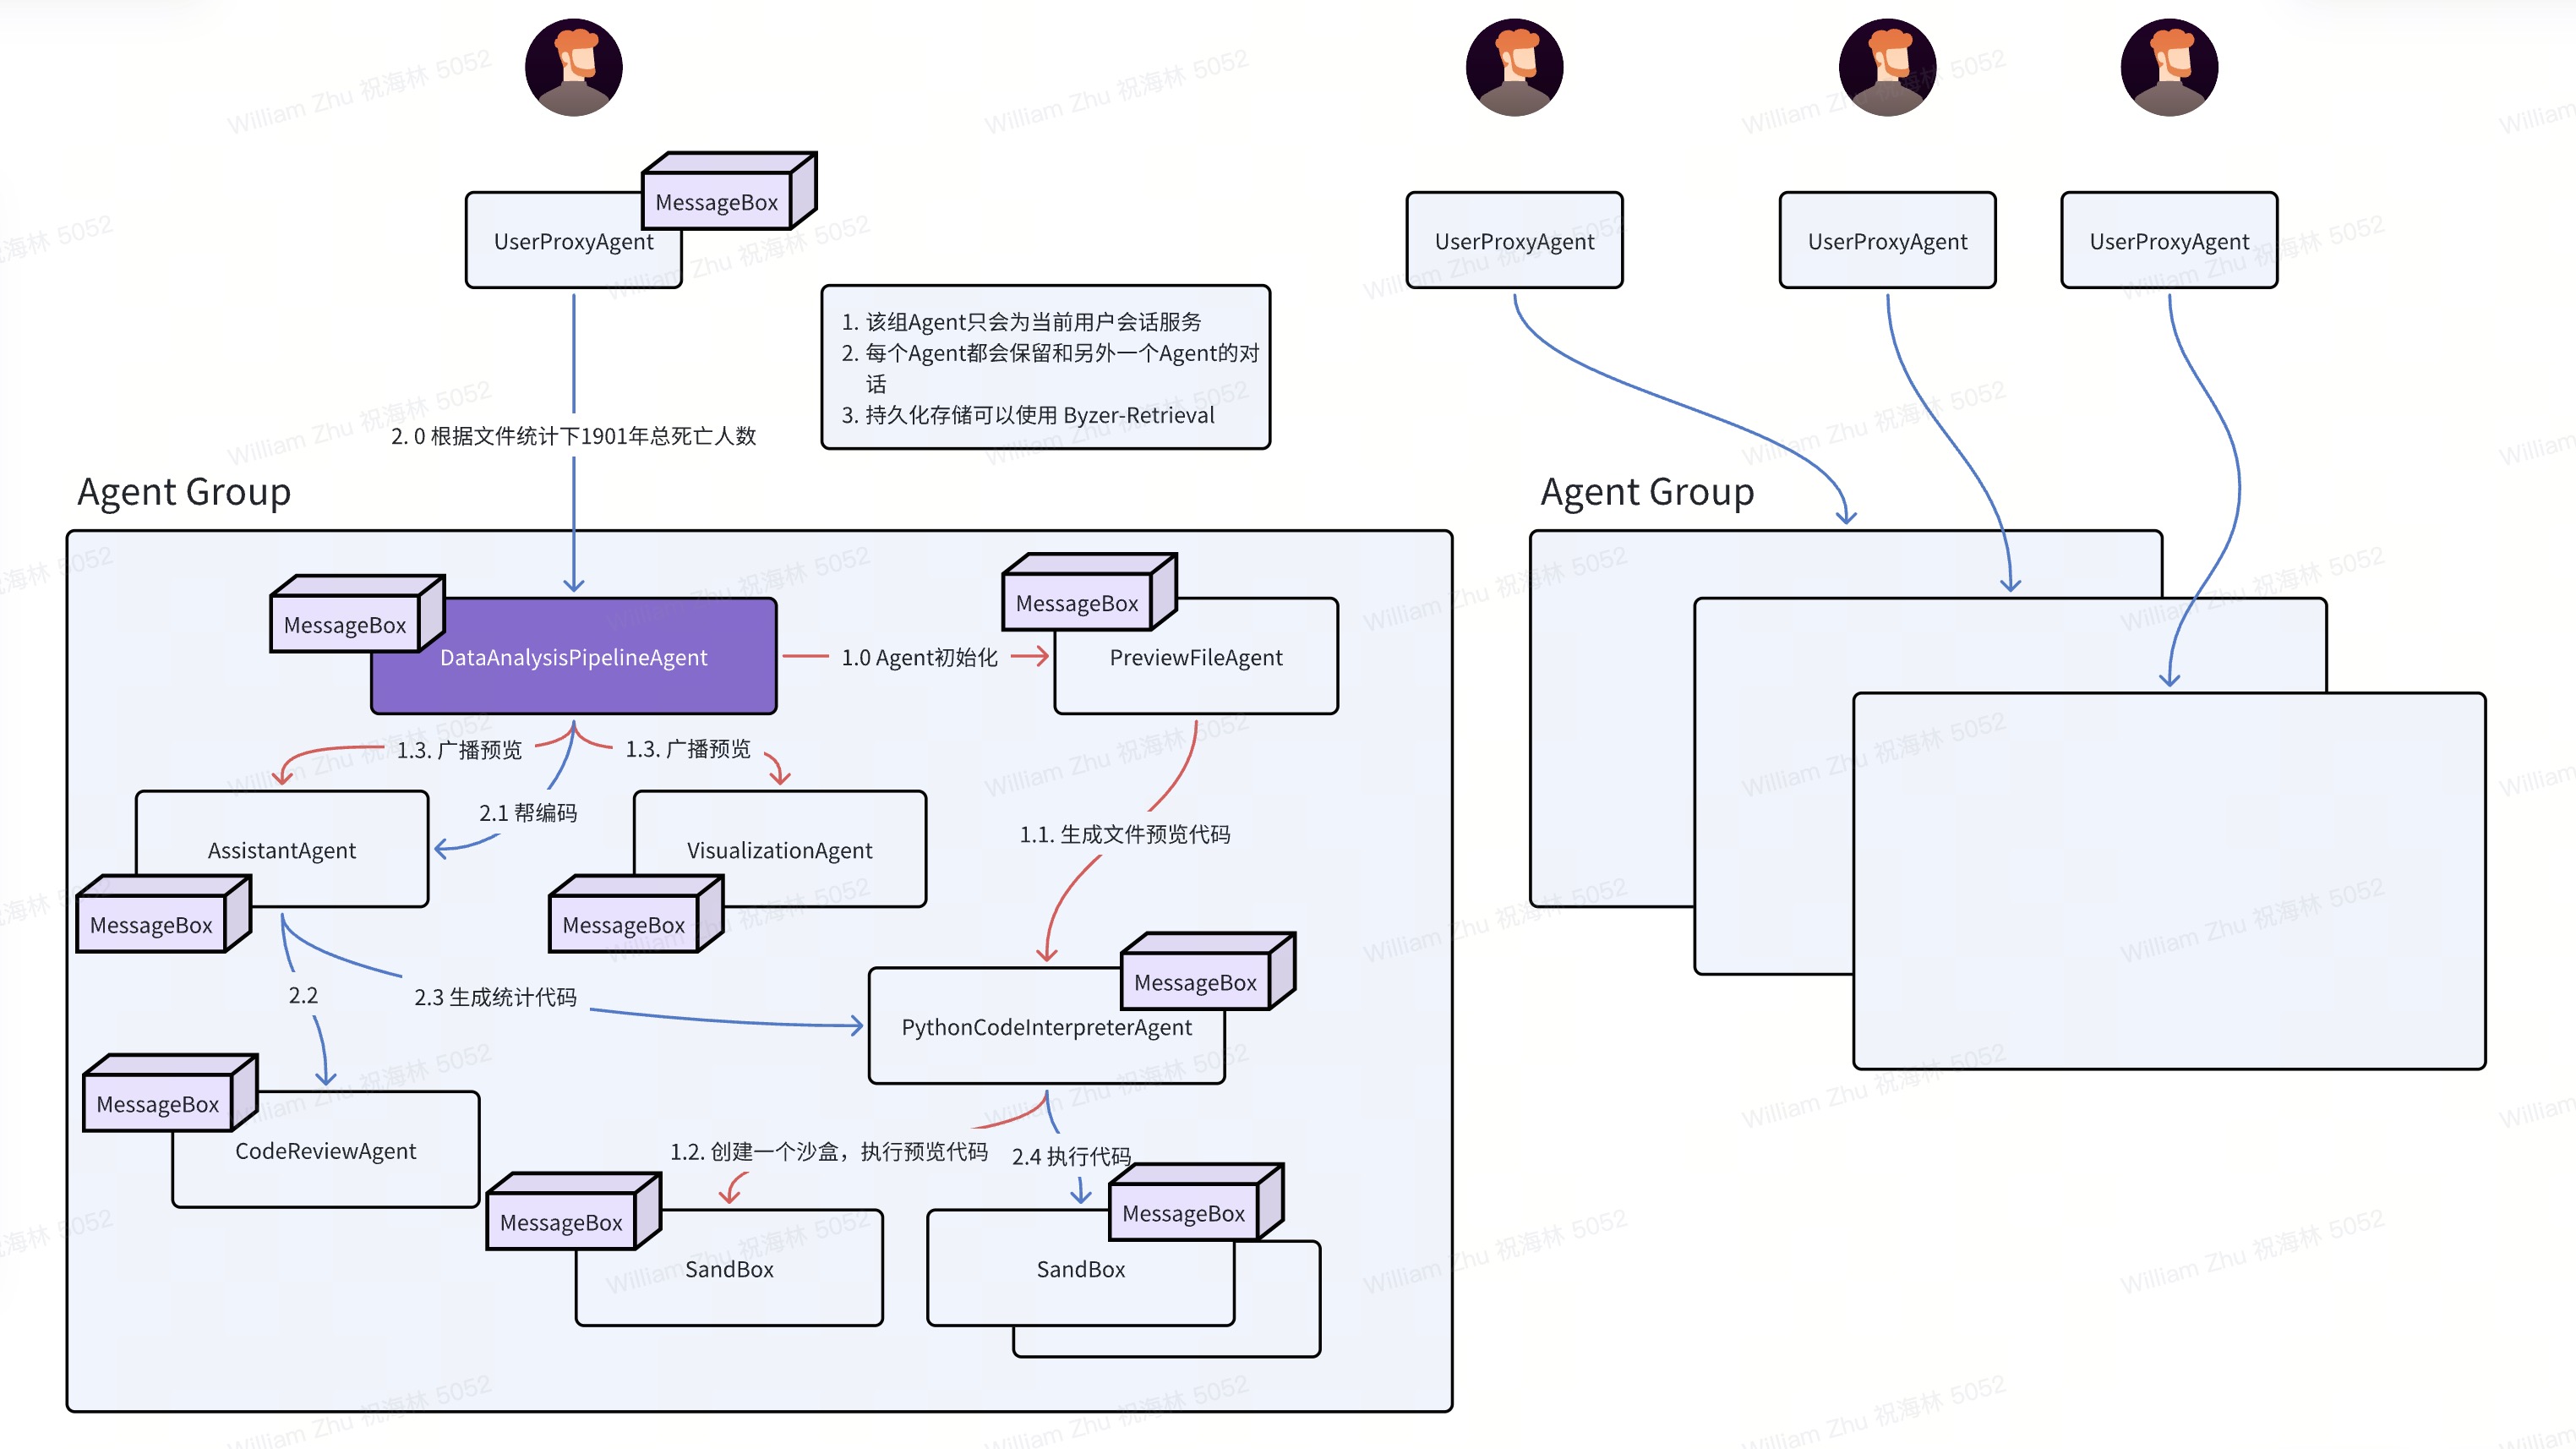 MessageBox
UserProxyAgent
UserProxyAgent
UserProxyAgent
UserProxyAgent
1. 该组Agent只会为当前用户会话服务
2. 每个Agent都会保留和另外一个Agent的对
话
3. 持久化存储可以使用 Byzer-Retrieval
2. 0 根据文件统计下1901年总死亡人数
Agent Group
Agent Group
MessageBox
DataAnalysisPipelineAgent
1.0 Agent初始化
MessageBox
PreviewFileAgent
1.3. 广播预览
1.3. 广播预览
2.1 帮编码
1.1. 生成文件预览代码
AssistantAgent
MessageBox
VisualizationAgent
MessageBox
2.2
2.3 生成统计代码
MessageBox
PythonCodeInterpreterAgent
MessageBox
CodeReviewAgent
1.2. 创建一个沙盒，执行预览代码
2.4 执行代码
MessageBox
SandBox
MessageBox
SandBox
William Zhu 祝海林 5052